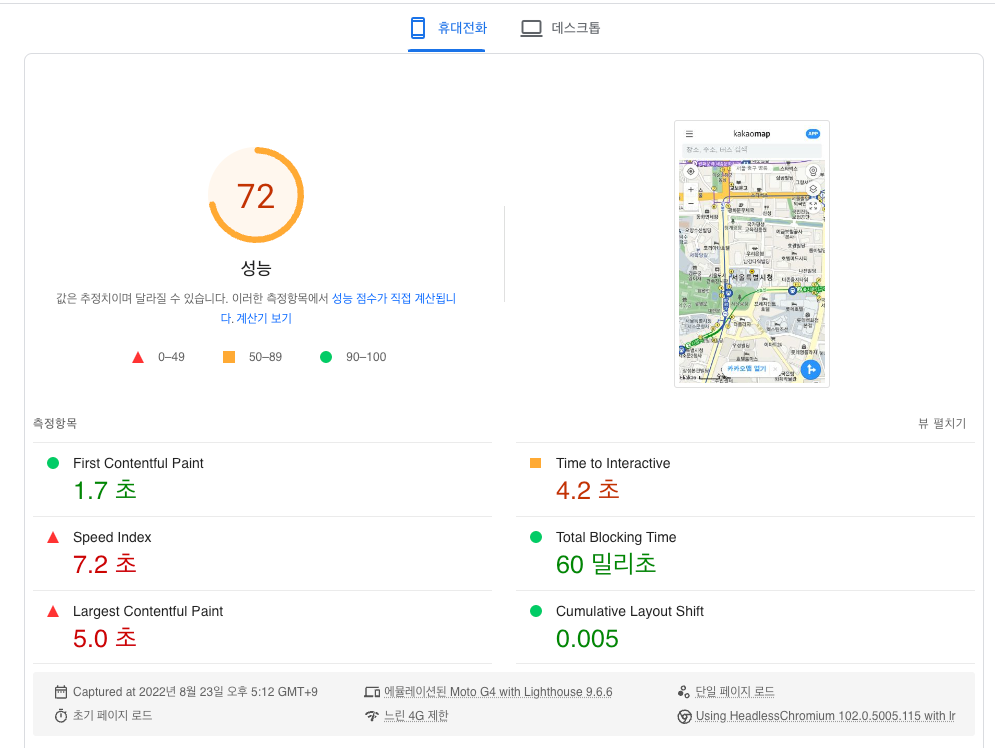 휴대전화
데스크톱
72
성능
값은 추정치이며 달라질 수 있습니다. 이러한 측정항목에서 성능 점수가 직접 계산됩니
다. 계산기 보기
0–49
50–89
90–100
kakaomap
APP
장소, 주소, 버스 검색
서울 중구 명동
서울특별시청
카카오맵 열기
측정항목
뷰 펼치기
First Contentful Paint
1.7 초
Time to Interactive
4.2 초
Speed Index
7.2 초
Total Blocking Time
60 밀리초
Largest Contentful Paint
5.0 초
Cumulative Layout Shift
0.005
Captured at 2022년 8월 23일 오후 5:12 GMT+9
에뮬레이션된 Moto G4 with Lighthouse 9.6.6
단일 페이지 로드
초기 페이지 로드
느린 4G 제한
Using HeadlessChromium 102.0.5005.115 with lr